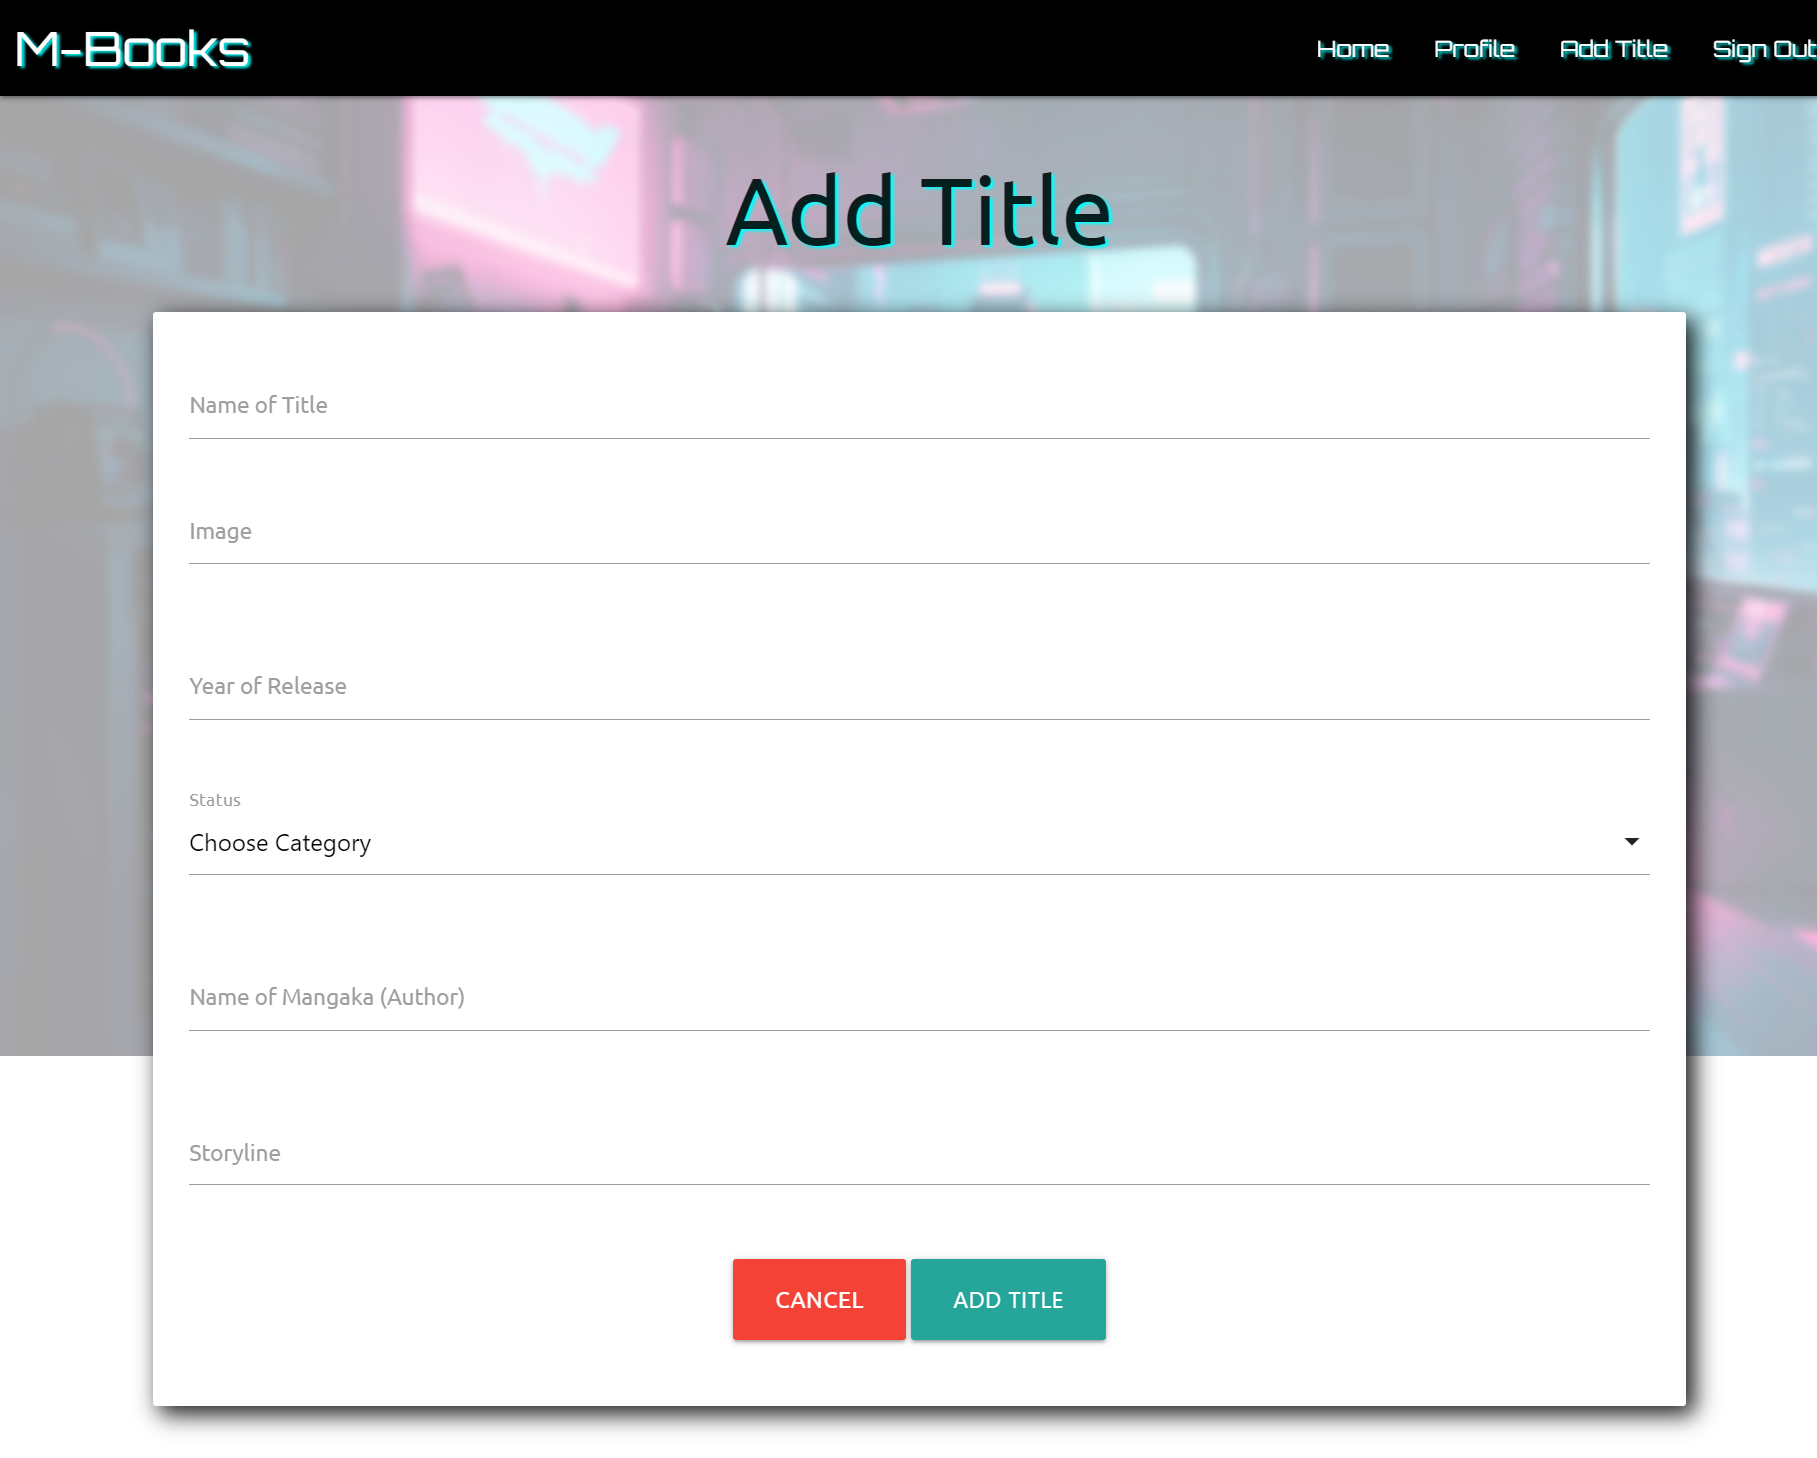 M-Books
Home Profile Add Title Sign Out
Add Title
Name of Title
Image
Year of Release
Status
Choose Category
Name of Mangaka (Author)
Storyline
CANCEL ADD TITLE